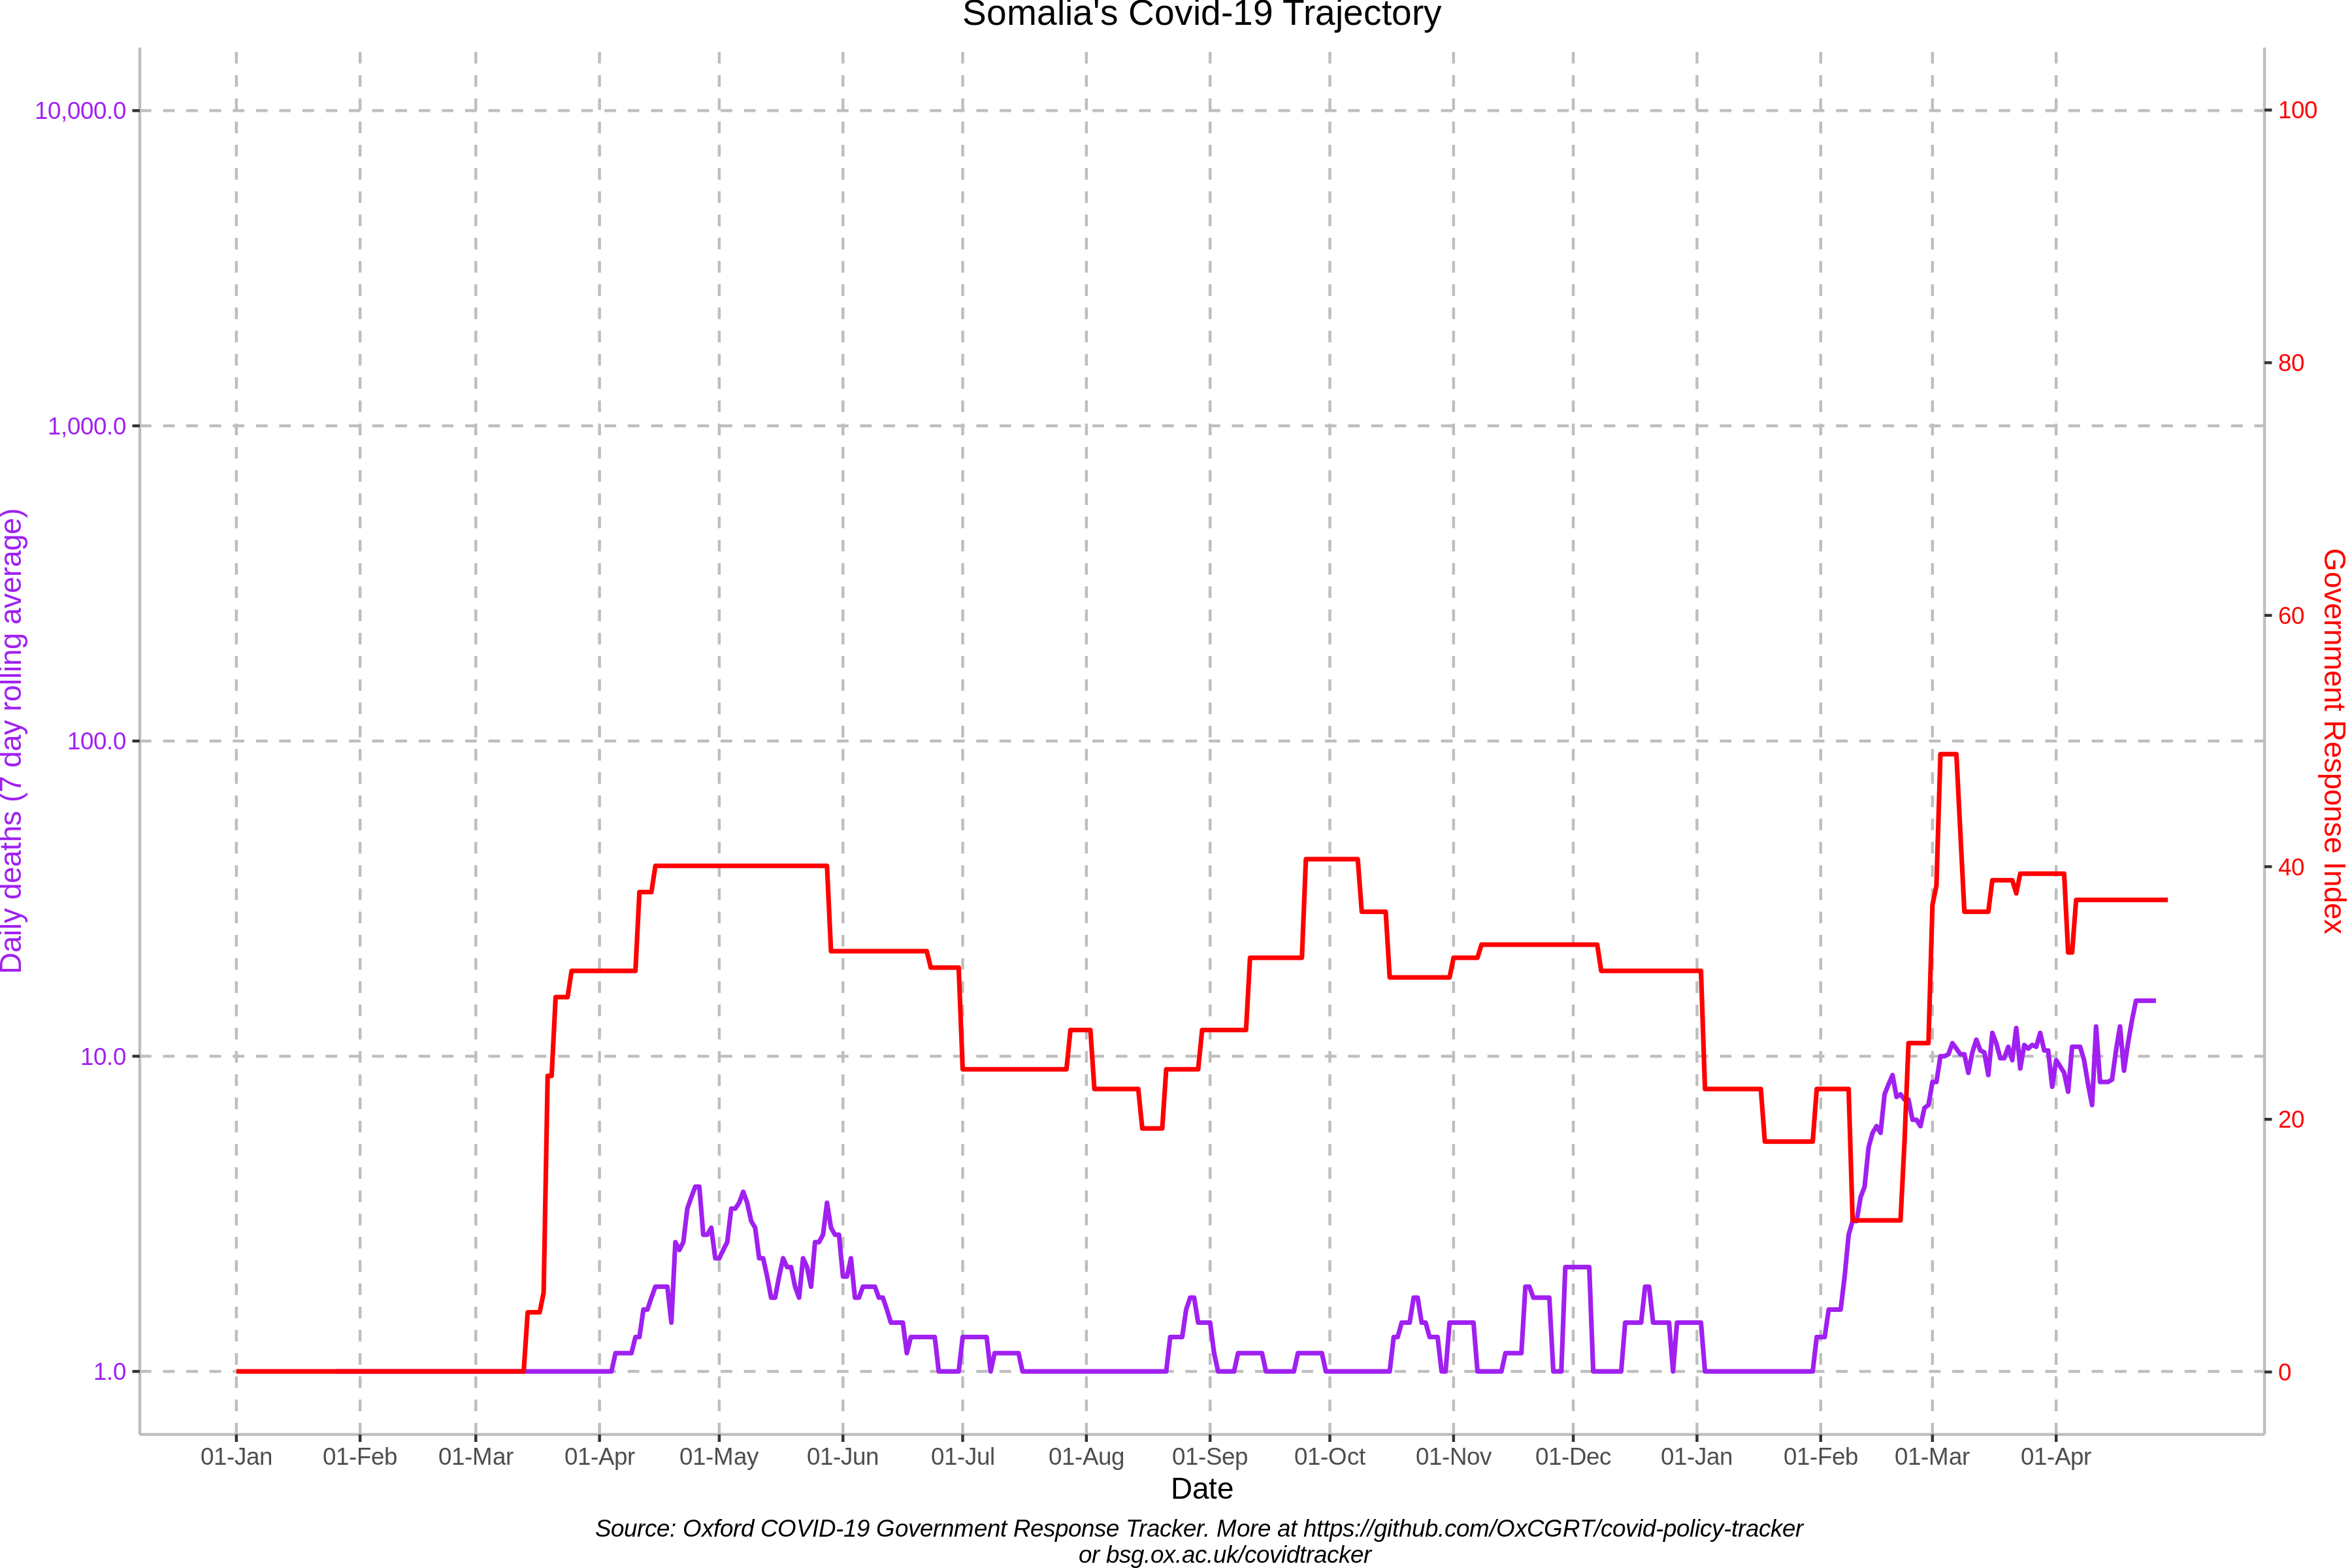 Somalia's Covid-19 Trajectory
10,000.0
1,000.0
100.0
10.0
1.0
Daily deaths (7 day rolling average)
100
80
60
40
20
0
Government Response Index
01-Jan 01-Feb 01-Mar 01-Apr 01-May 01-Jun 01-Jul 01-Aug 01-Sep 01-Oct 01-Nov 01-Dec 01-Jan 01-Feb 01-Mar 01-Apr
Date
Source: Oxford COVID-19 Government Response Tracker. More at https://github.com/OxCGRT/covid-policy-tracker
or bsg.ox.ac.uk/covidtracker